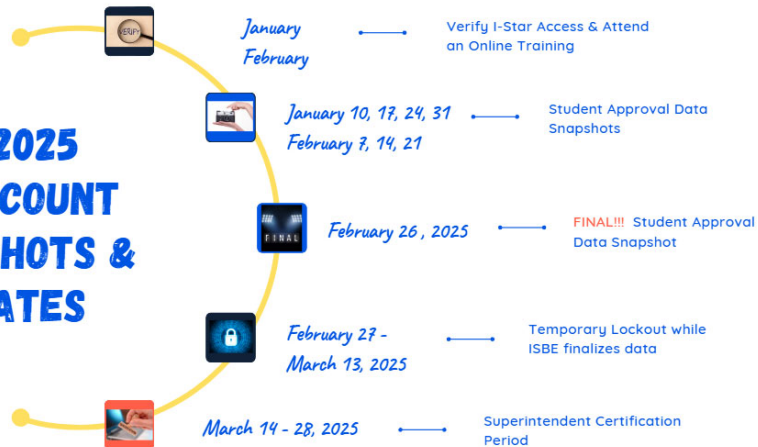 VERIFY
January
February
Verify I-Star Access & Attend
an Online Training
January 10, 17, 24, 31
February 7, 14, 21
Student Approval Data
Snapshots
2025
COUNT
HOTS &
ATES
FINAL
February 26 , 2025
FINAL!!! Student Approval
Data Snapshot
February 27 -
March 13, 2025
Temporary Lockout while
ISBE finalizes data
March 14 - 28, 2025
Superintendent Certification
Period